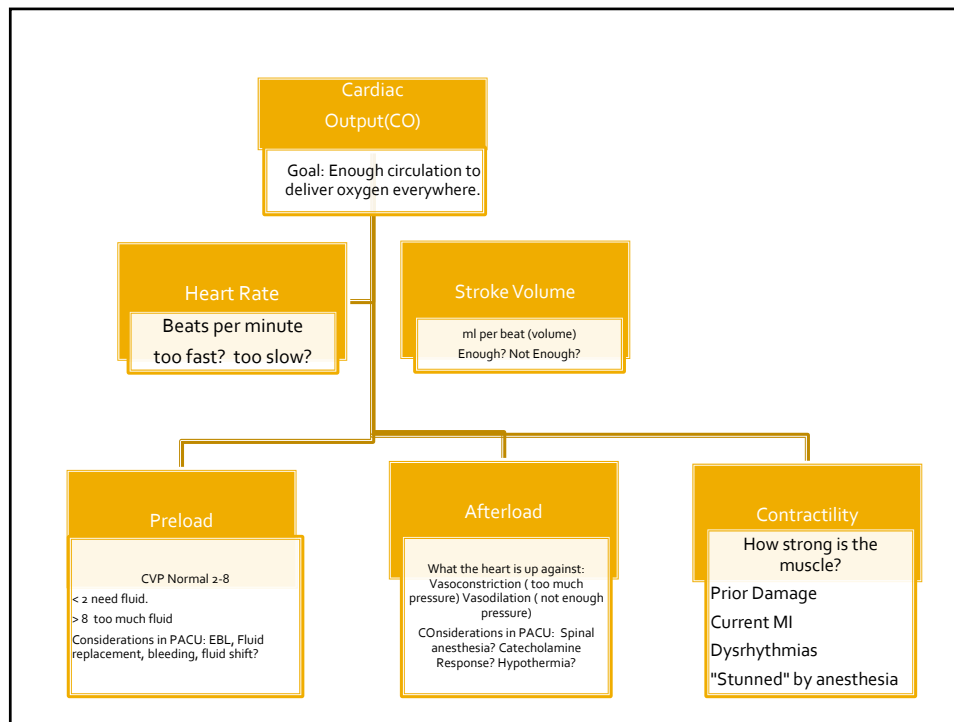 Cardiac
Output(CO)
Goal: Enough circulation to
deliver oxygen everywhere.
Heart Rate
Beats per minute
too fast? too slow?
Stroke Volume
ml per beat (volume)
Enough? Not Enough?
Preload
CVP Normal 2-8
< 2 need fluid.
> 8 too much fluid
Considerations in PACU: EBL, Fluid
replacement, bleeding, fluid shift?
Afterload
What the heart is up against:
Vasoconstriction ( too much
pressure) Vasodilation ( not enough
pressure)
COnsiderations in PACU: Spinal
anesthesia? Catecholamine
Response? Hypothermia?
Contractility
How strong is the
muscle?
Prior Damage
Current MI
Dysrhythmias
"Stunned" by anesthesia